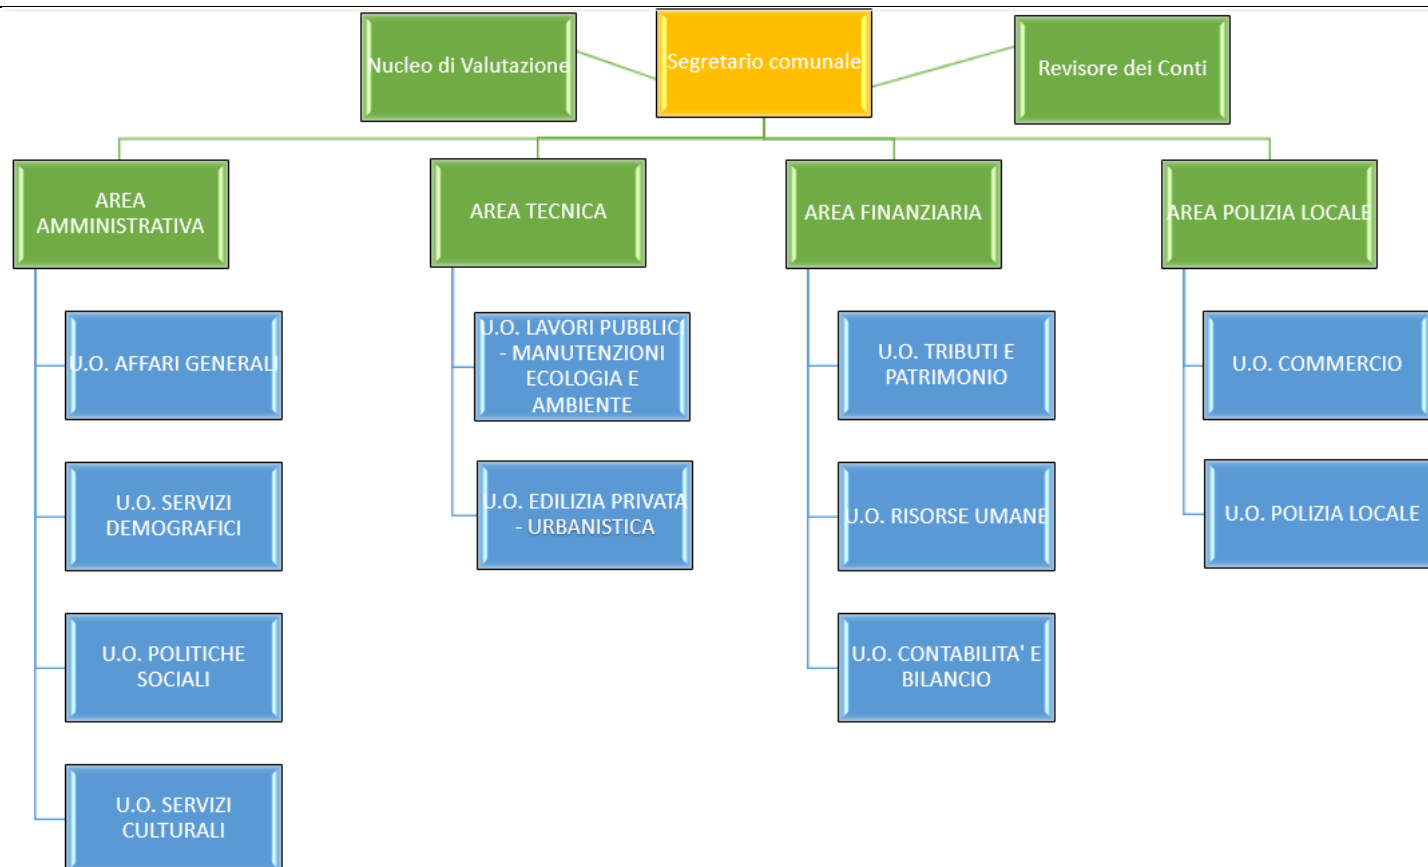 Nucleo di Valutazione
Segretario comunale
Revisore dei Conti
AREA
AMMINISTRATIVA
AREA TECNICA
AREA FINANZIARIA
AREA POLIZIA LOCALE
U.O. AFFARI GENERALI
U.O. SERVIZI
DEMOGRAFICI
U.O. POLITICHE
SOCIALI
U.O. SERVIZI
CULTURALI
U.O. LAVORI PUBBLICI
- MANUTENZIONI
ECOLOGIA E
AMBIENTE
U.O. EDILIZIA PRIVATA
- URBANISTICA
U.O. TRIBUTI E
PATRIMONIO
U.O. RISORSE UMANE
U.O. CONTABILITA' E
BILANCIO
U.O. COMMERCIO
U.O. POLIZIA LOCALE